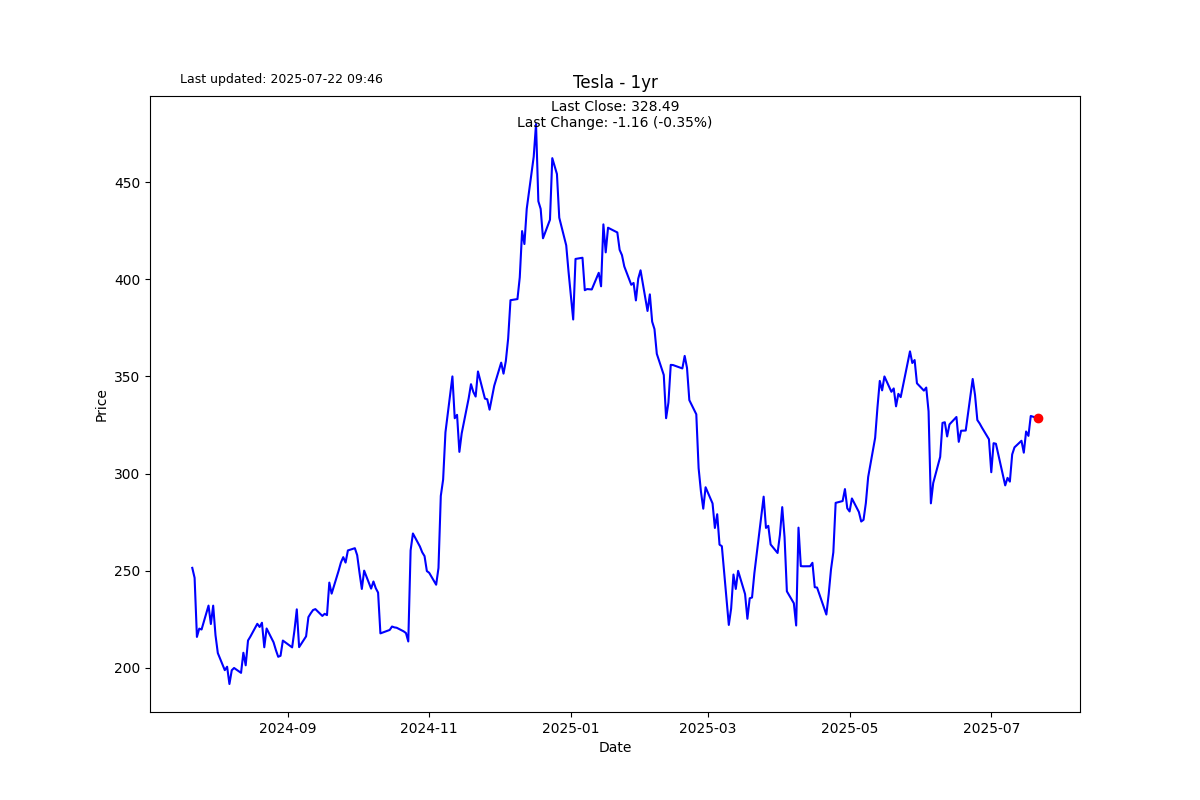 Last updated: 2025-07-22 09:46
Tesla - 1yr
Last Close: 328.49
Last Change: -1.16 (-0.35%)
450
400
350
300
250
200
Price
2024-09
2024-11
2025-01
2025-03
2025-05
2025-07
Date